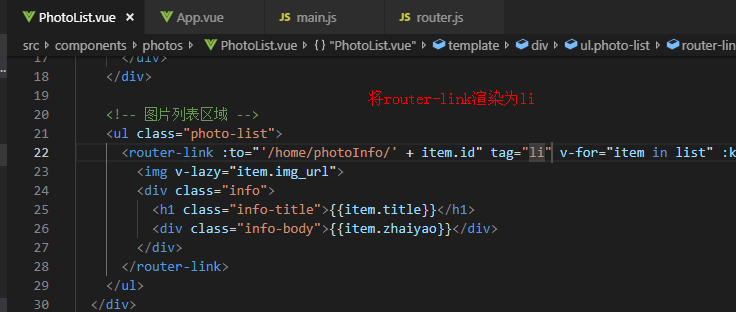 PhotoList.vue × App.vue JS main.js JS router.js
src > components > photos > PhotoList.vue > {} "PhotoList.vue" > template > div > ul.photo-list > router-lin
17 </div>
18 </div>
19 将router-link渲染为li
20 <!-- 图片列表区域 -->
21 <ul class="photo-list">
22 <router-link :to="'/home/photoInfo/' + item.id" tag="li" v-for="item in list" :k
23 <img v-lazy="item.img_url">
24 <div class="info">
25 <h1 class="info-title">{{item.title}}</h1>
26 <div class="info-body">{{item.zhaiyao}}</div>
27 </div>
28 </router-link>
29 </ul>
30 </div>